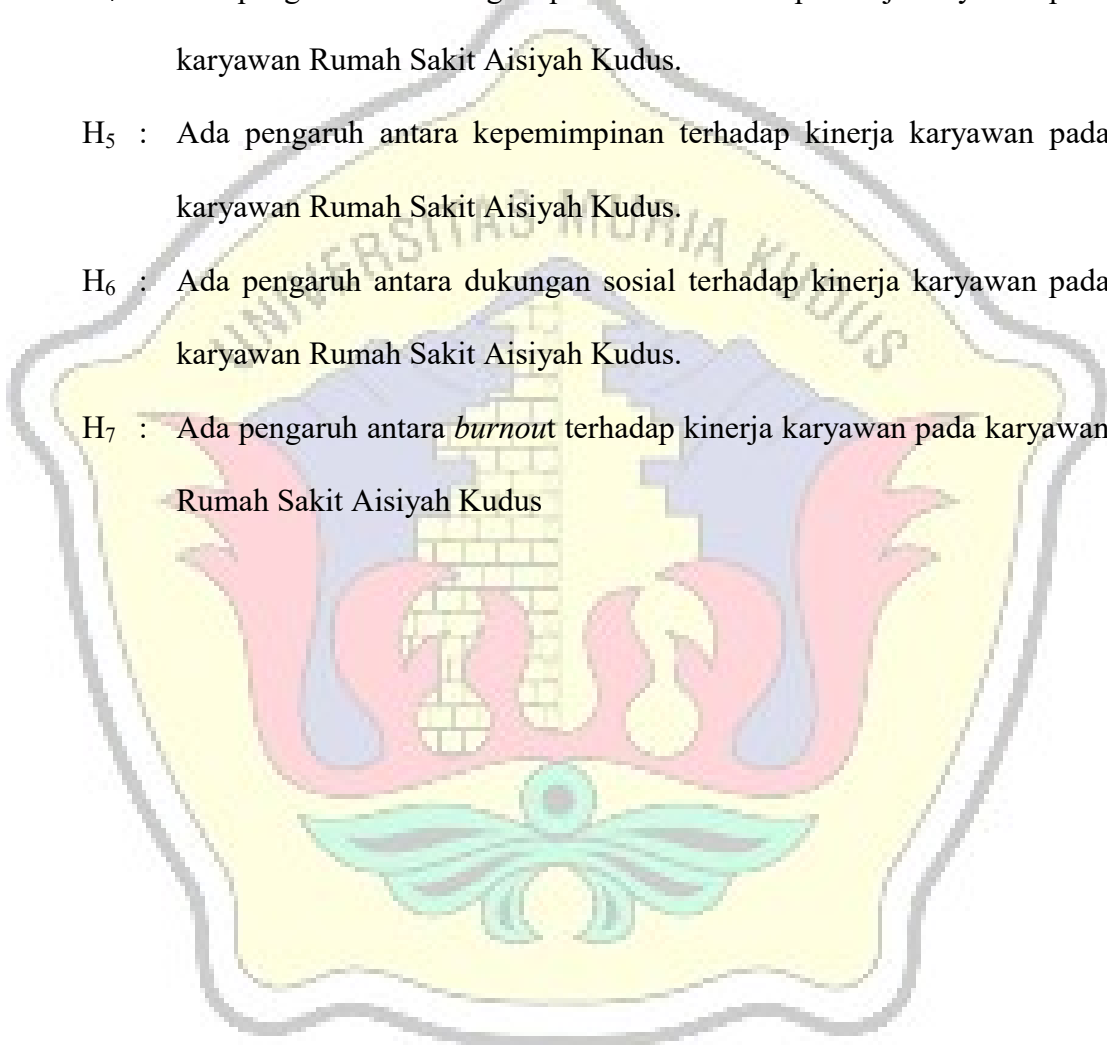 karyawan Rumah Sakit Aisiyah Kudus.
H₅ : Ada pengaruh antara kepemimpinan terhadap kinerja karyawan pada
karyawan Rumah Sakit Aisiyah Kudus.
UNIVERSITAS MURIA KUDUS
H₆ : Ada pengaruh antara dukungan sosial terhadap kinerja karyawan pada
karyawan Rumah Sakit Aisiyah Kudus.
H₇ : Ada pengaruh antara burnout terhadap kinerja karyawan pada karyawan
Rumah Sakit Aisiyah Kudus